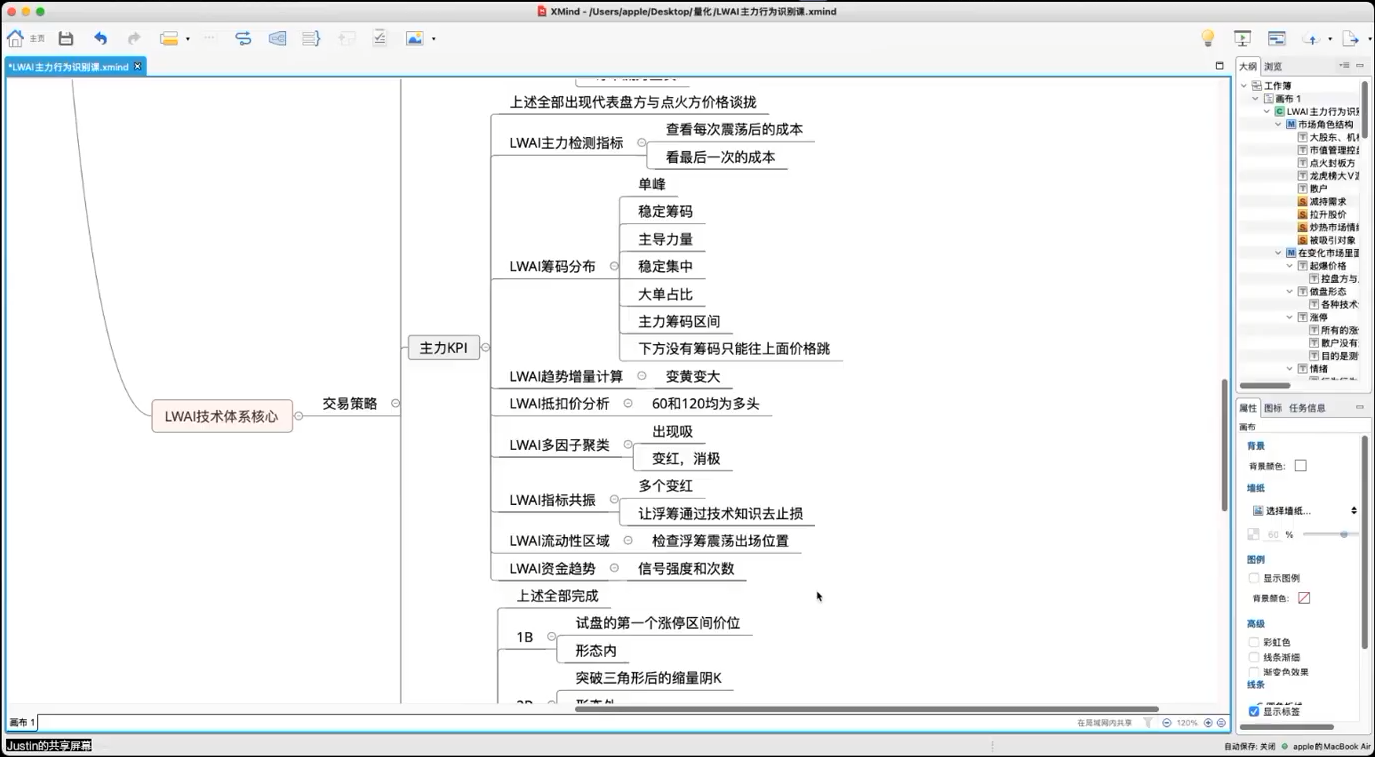 XMind - /Users/apple/Desktop/量化/LWAI主力行为识别课.xmind
主页
*LWAI主力行为识别课.xmind
上述全部出现代表盘方与点火方价格谈拢
LWAI主力检测指标
查看每次震荡后的成本
看最后一次的成本
LWAI筹码分布
单峰
稳定筹码
主导力量
稳定集中
大单占比
主力筹码区间
下方没有筹码只能往上面价格跳
主力KPI
LWAI趋势增量计算
变黄变大
LWAI抵扣价分析
60和120均为多头
LWAI技术体系核心
交易策略
LWAI多因子聚类
出现吸
变红，消极
LWAI指标共振
多个变红
让浮筹通过技术知识去止损
LWAI流动性区域
检查浮筹震荡出场位置
LWAI资金趋势
信号强度和次数
上述全部完成
1B
试盘的第一个涨停区间价位
形态内
突破三角形后的缩量阴K
画布 1
在局域网内共享
120%
Justin的共享屏幕
大纲
浏览
工作簿
画布 1
LWAI主力行为识别
市场角色结构
大股东、机构
市值管理控盘
点火封板方
龙虎榜大V
散户
减持需求
拉升股价
炒热市场情绪
被吸引对象
在变化市场里面
起爆价格
控盘方与
做盘形态
各种技术
涨停
所有的涨
散户没有
目的是测
情绪
属性
图标
任务信息
画布
背景
背景颜色:
墙纸
选择墙纸...
60 %
图例
显示图例
背景颜色:
高级
彩虹色
线条渐细
渐变色效果
线条
显示标签
自动保存: 关闭
apple的MacBook Air